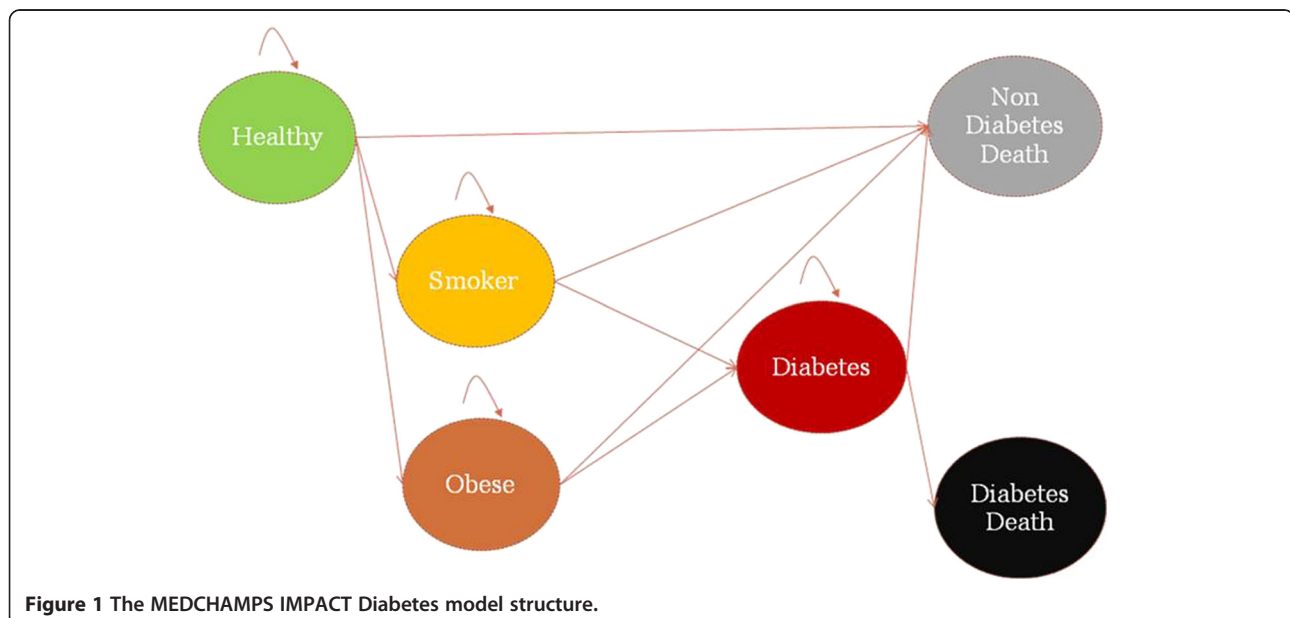 Healthy
Non
Diabetes
Death
Smoker
Diabetes
Obese
Diabetes
Death
Figure 1 The MEDCHAMPS IMPACT Diabetes model structure.